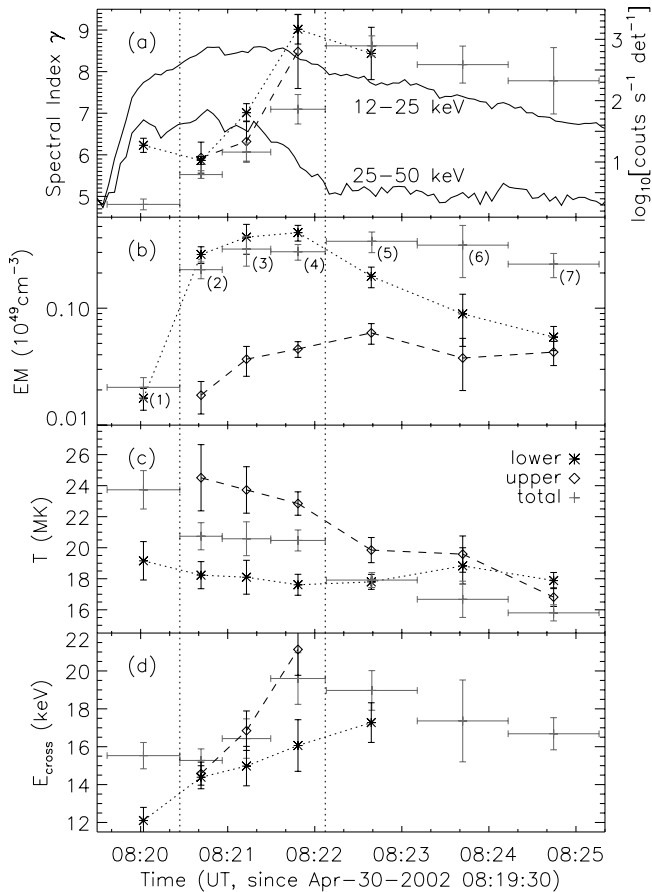 (a)
Spectral Index γ
9
8
7
6
5
12−25 keV
25−50 keV
3
2
1
log10[couts s−1 det−1]
(b)
EM (10^49cm−3)
0.10
0.01
(1)
(2)
(3)
(4)
(5)
(6)
(7)
(c)
T (MK)
26
24
22
20
18
16
lower
upper
total
(d)
Ecross (keV)
22
20
18
16
14
12
08:20 08:21 08:22 08:23 08:24 08:25
Time (UT, since Apr−30−2002 08:19:30)